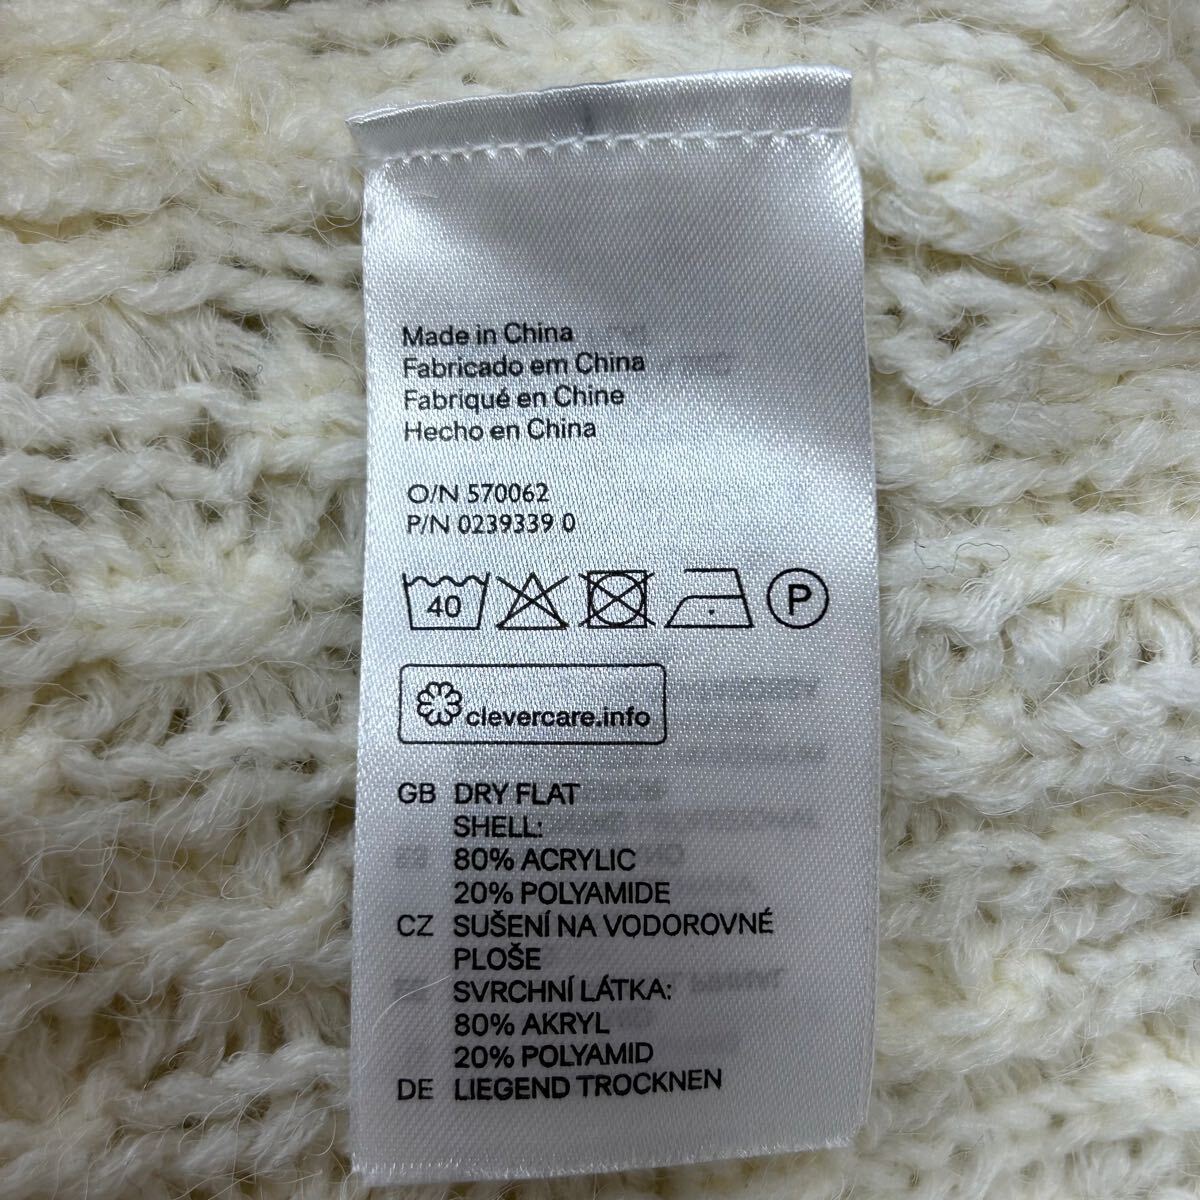 Made in China
Fabricado em China
Fabriqué en Chine
Hecho en China
O/N 570062
P/N 0239339 0
40
P
clevercare.info
GB DRY FLAT
SHELL:
80% ACRYLIC
20% POLYAMIDE
CZ SUŠENÍ NA VODOROVNÉ
PLOŠE
SVRCHNÍ LÁTKA:
80% AKRYL
20% POLYAMID
DE LIEGEND TROCKNEN